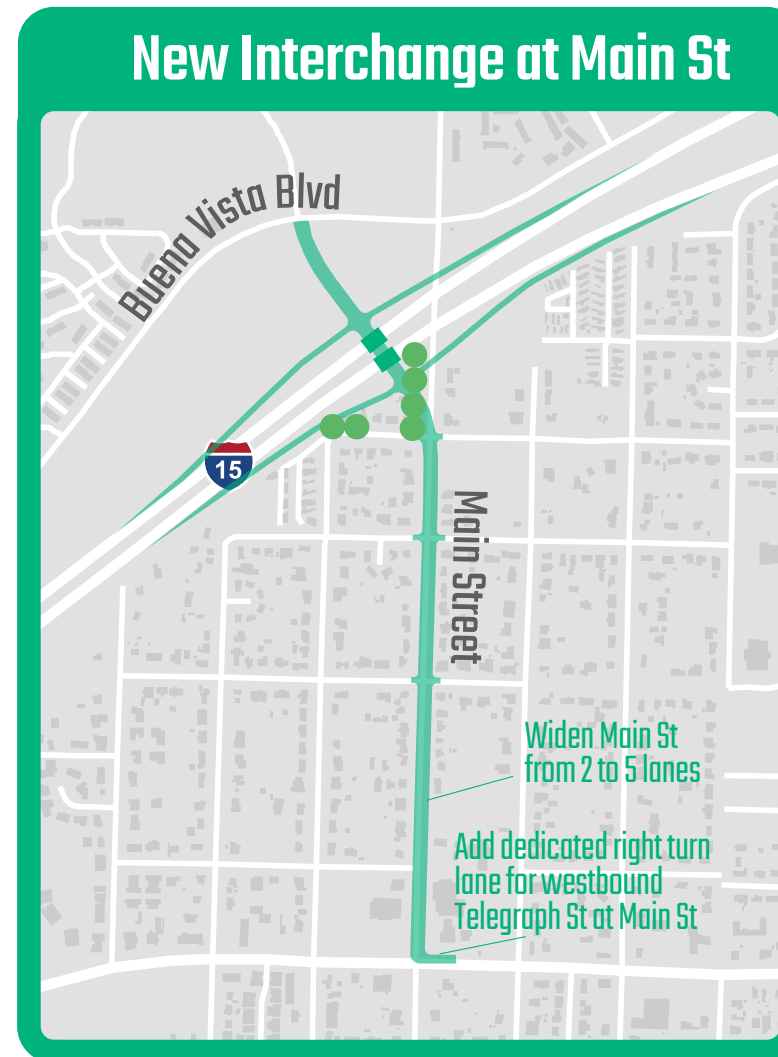 New Interchange at Main St
Buena Vista Blvd
15
Main Street
Widen Main St
from 2 to 5 lanes
Add dedicated right turn
lane for westbound
Telegraph St at Main St